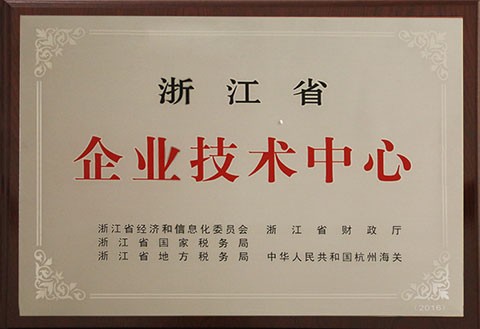 浙江省
企业技术中心
浙江省经济和信息化委员会 浙江省财政厅
浙江省国家税务局
浙江省地方税务局 中华人民共和国杭州海关
(2016)